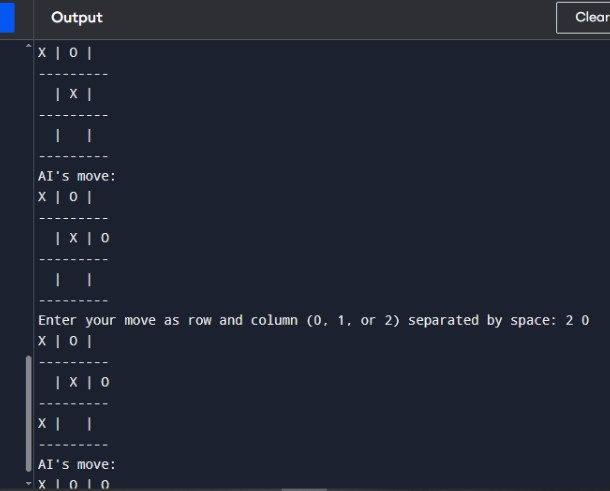 Output
Clear
X | O |
---------
  | X |
---------
  |   |
---------
AI's move:
X | O |
---------
  | X | O
---------
  |   |
---------
Enter your move as row and column (0, 1, or 2) separated by space: 2 0
X | O |
---------
  | X | O
---------
X |   |
---------
AI's move:
X | O | O